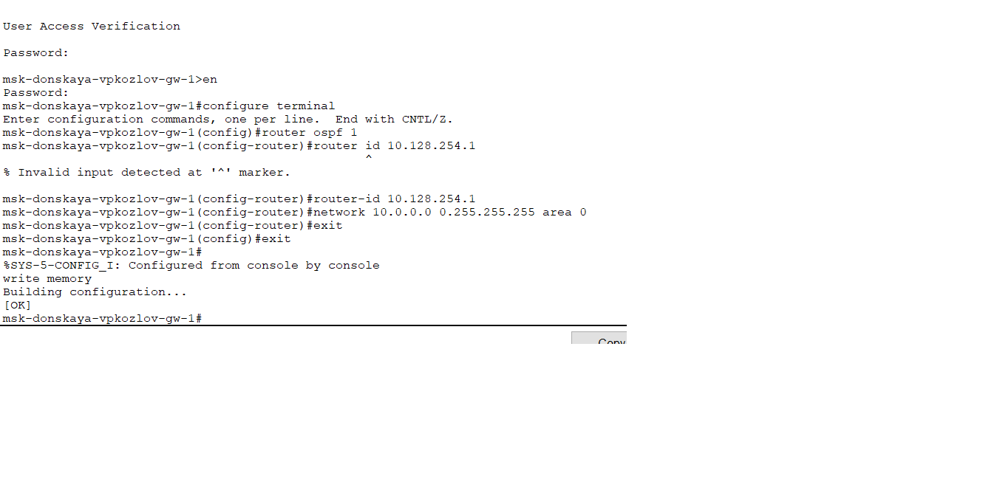 User Access Verification
Password:
msk-donskaya-vpkozlov-gw-1>en
Password:
msk-donskaya-vpkozlov-gw-1#configure terminal
Enter configuration commands, one per line.  End with CNTL/Z.
msk-donskaya-vpkozlov-gw-1(config)#router ospf 1
msk-donskaya-vpkozlov-gw-1(config-router)#router id 10.128.254.1
^
% Invalid input detected at '^' marker.
msk-donskaya-vpkozlov-gw-1(config-router)#router-id 10.128.254.1
msk-donskaya-vpkozlov-gw-1(config-router)#network 10.0.0.0 0.255.255.255 area 0
msk-donskaya-vpkozlov-gw-1(config-router)#exit
msk-donskaya-vpkozlov-gw-1(config)#exit
msk-donskaya-vpkozlov-gw-1#
%SYS-5-CONFIG_I: Configured from console by console
write memory
Building configuration...
[OK]
msk-donskaya-vpkozlov-gw-1#
Copy